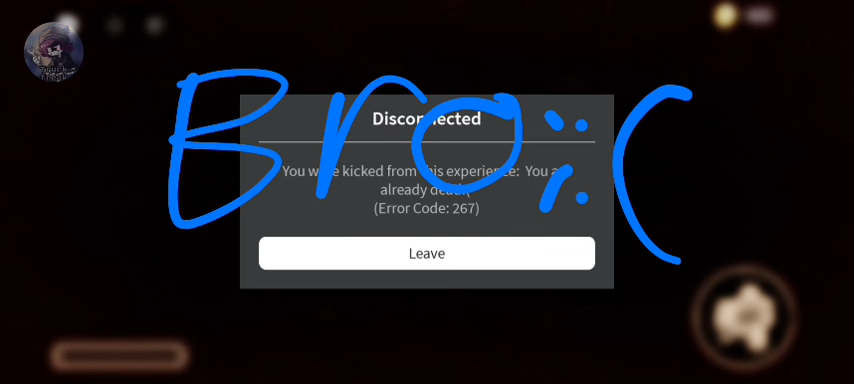 Bro :(
Disconnected
You were kicked from this experience: You are
already dead:(
(Error Code: 267)
Leave